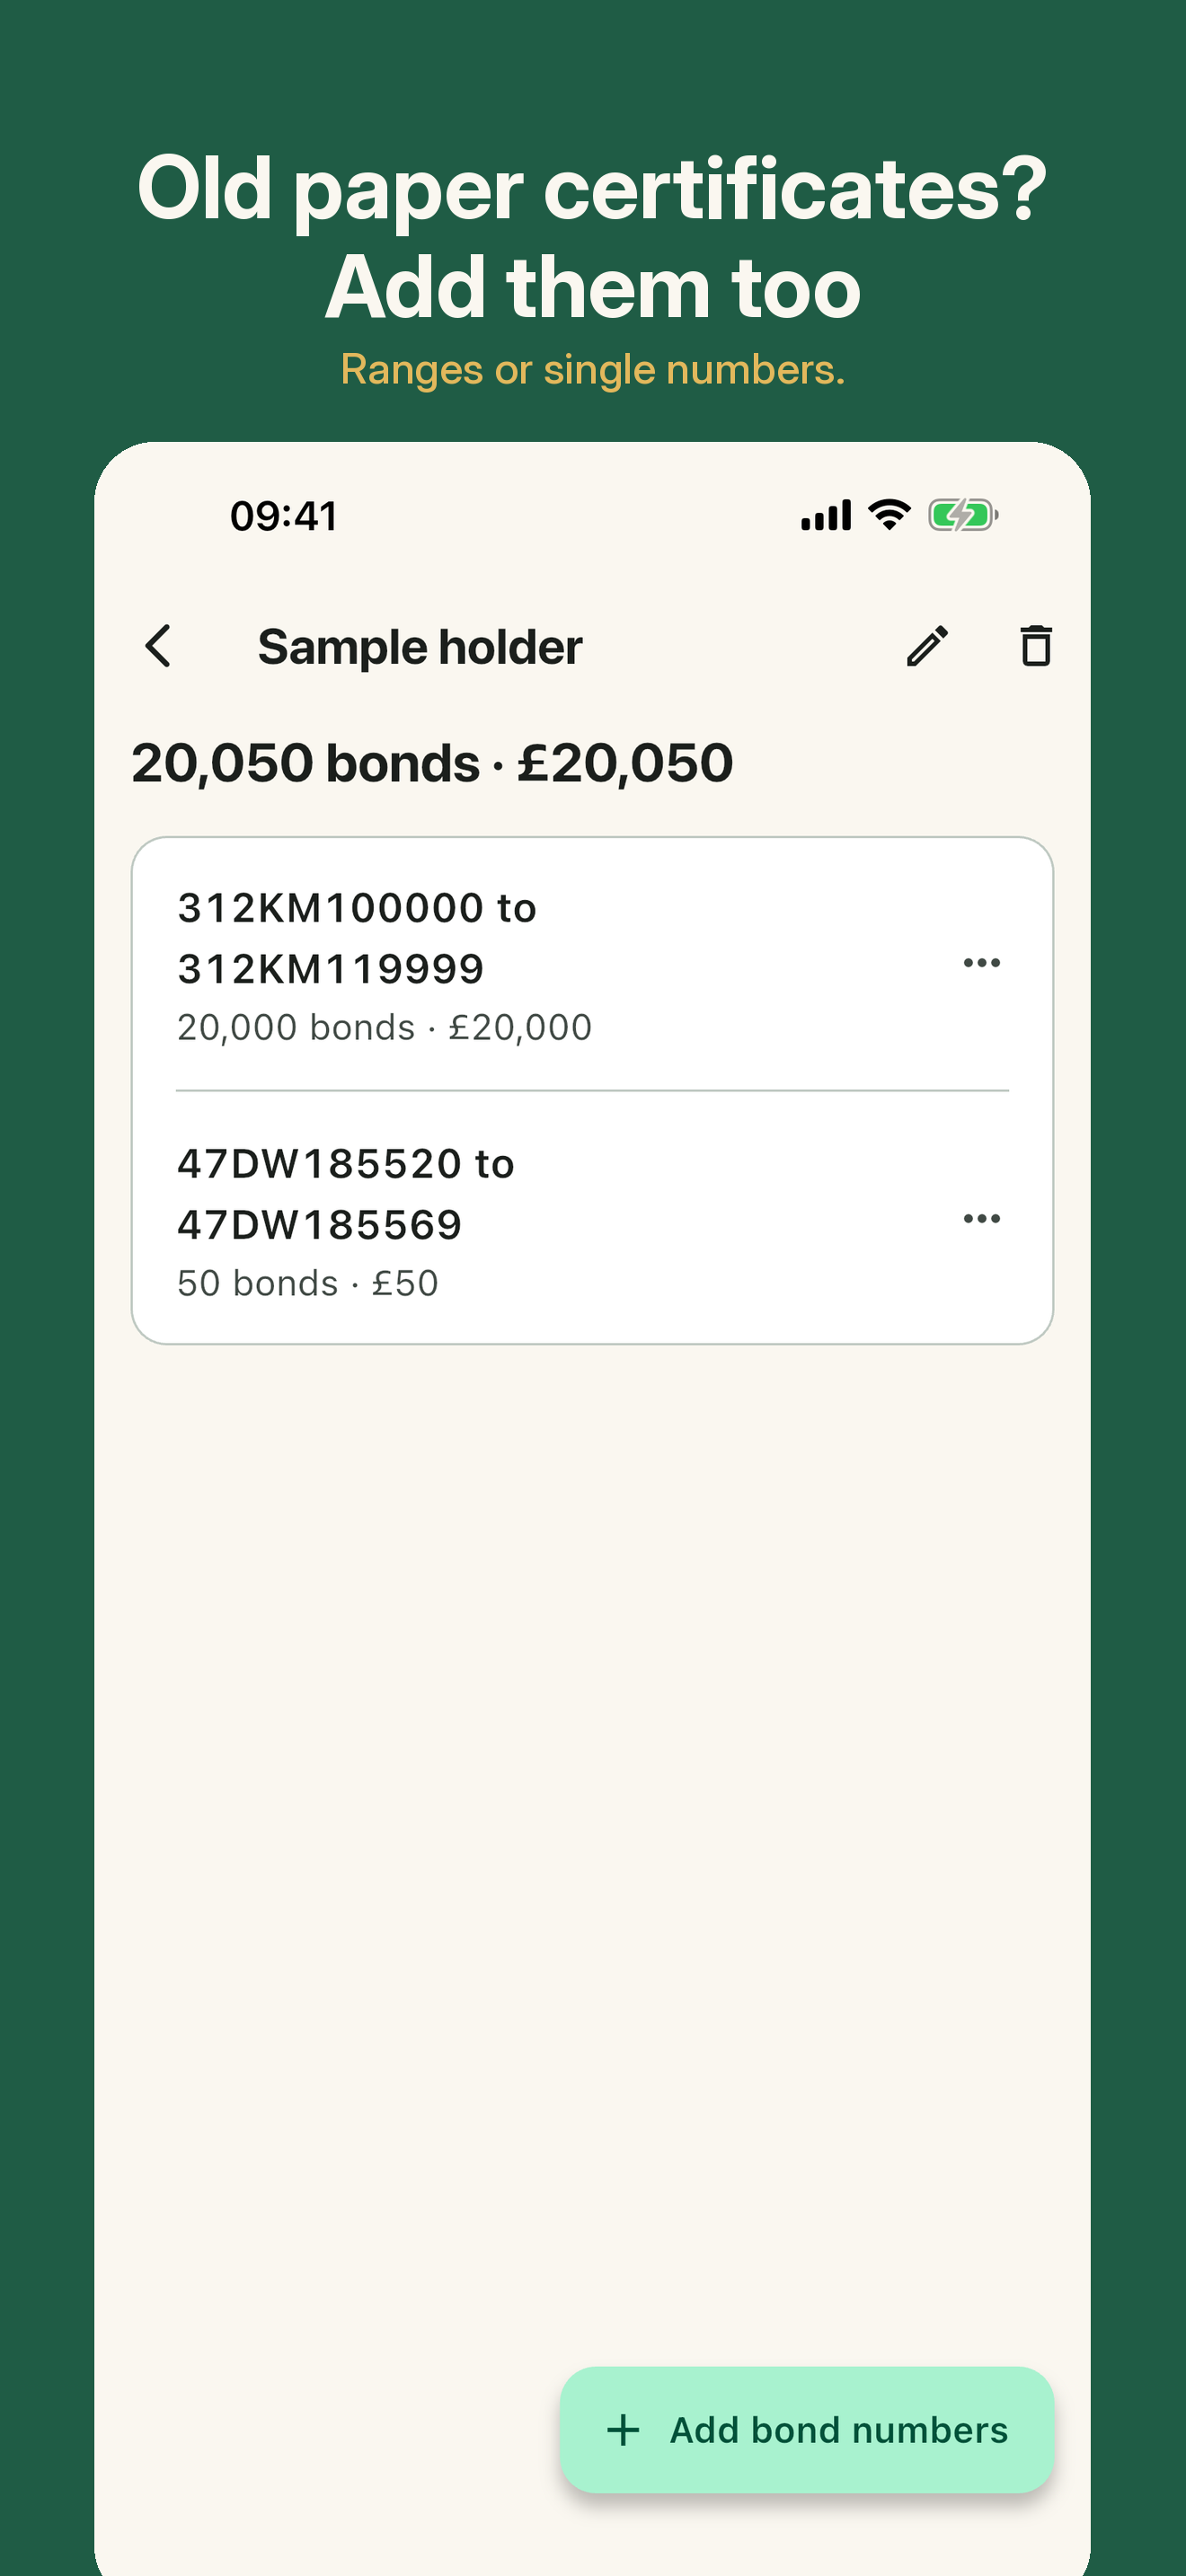 Old paper certificates?
Add them too
Ranges or single numbers.
09:41
Sample holder
20,050 bonds · £20,050
312KM100000 to
312KM119999
20,000 bonds · £20,000
47DW185520 to
47DW185569
50 bonds · £50
Add bond numbers